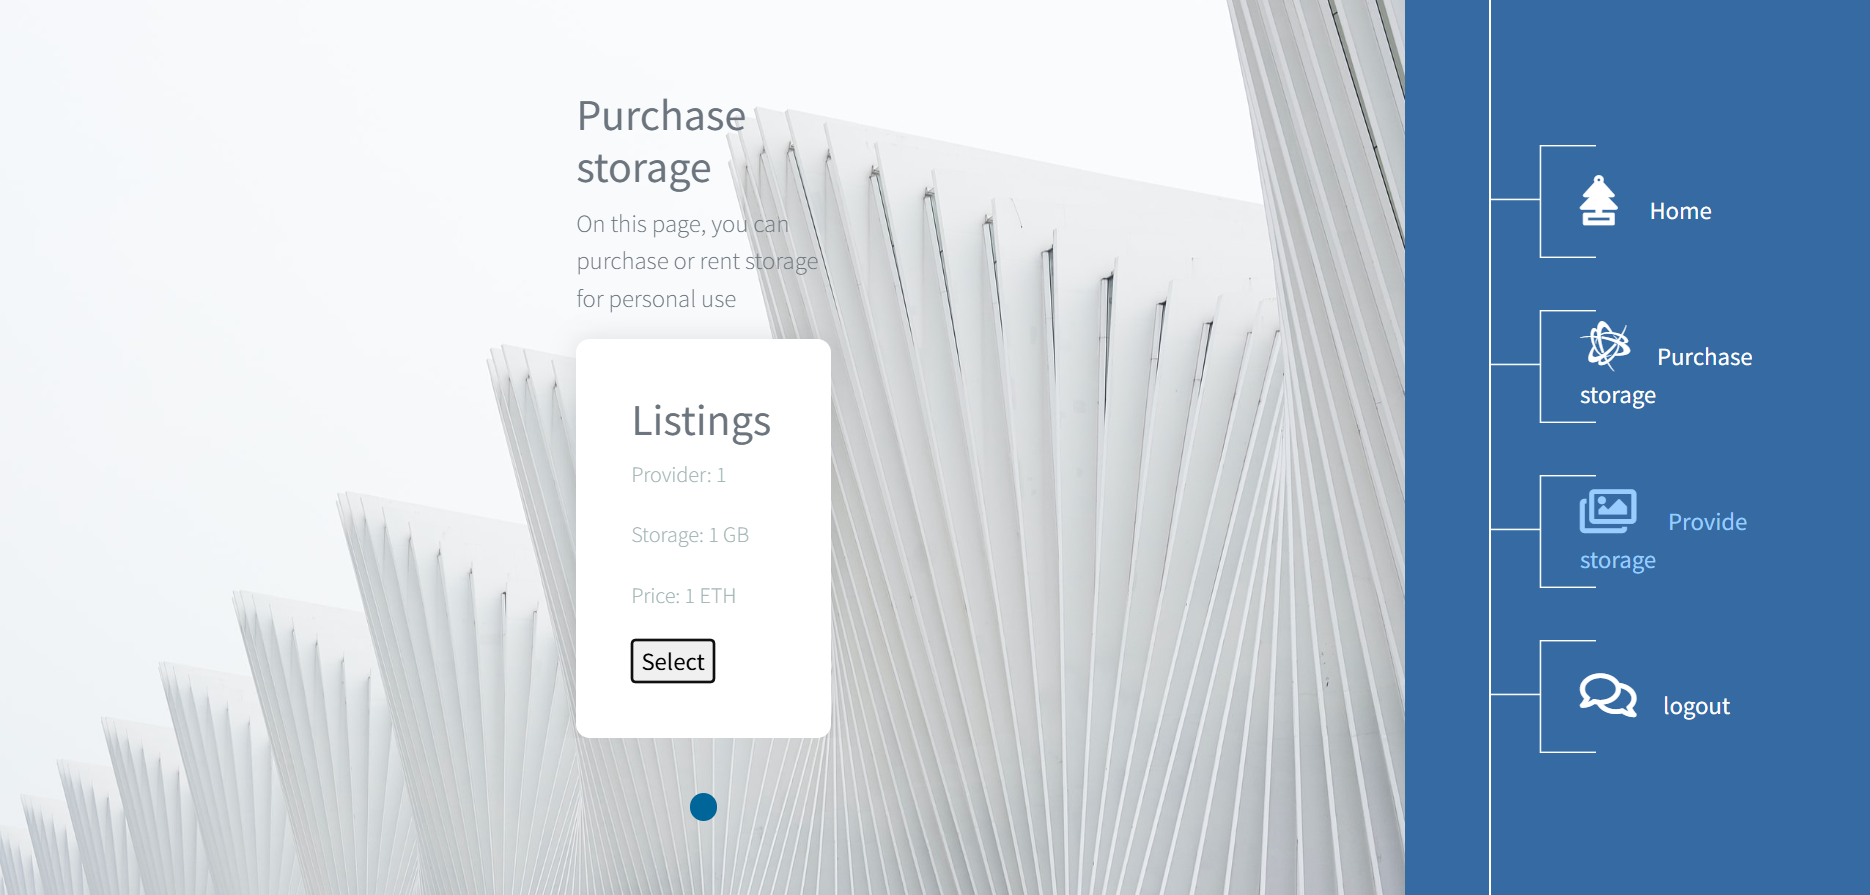 Purchase
storage
On this page, you can
purchase or rent storage
for personal use
Listings
Provider: 1
Storage: 1 GB
Price: 1 ETH
Select
Home
Purchase
storage
Provide
storage
logout